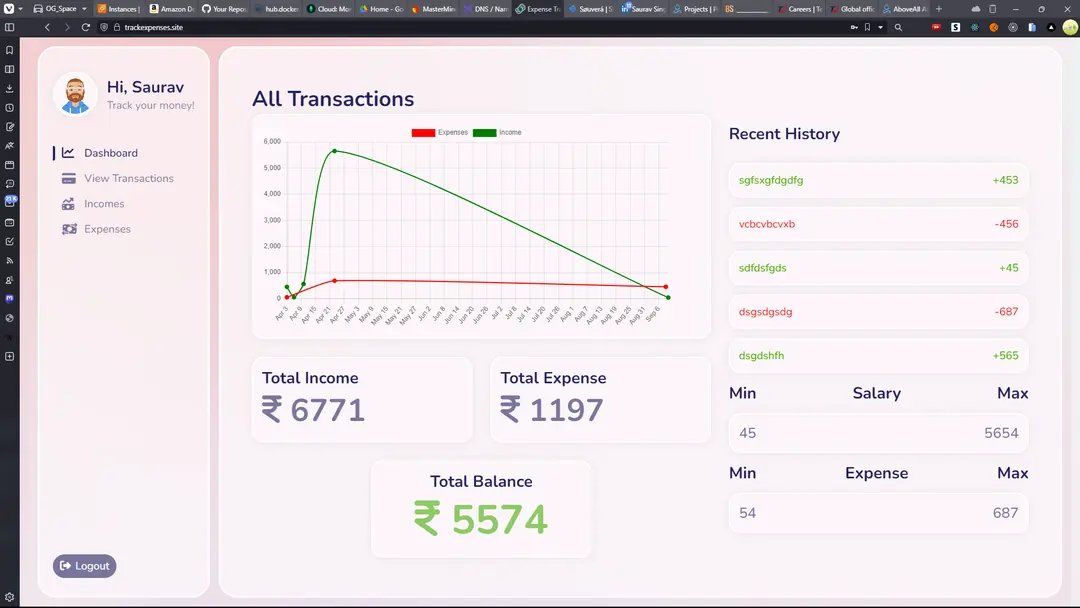 OG_Space
Instances |
Amazon D
Your Repo
hub.docke
Cloud: Mo
Home - Go
MasterMin
DNS / Nam
Expense Tr
Saurav Sin
Projects | P
BS
Careers | T
Global offi
AboveAll A
trackexpenses.site
Hi, Saurav
Track your money!
Dashboard
View Transactions
Incomes
Expenses
Logout
All Transactions
Expenses Income
6,000
5,000
4,000
3,000
2,000
1,000
0
Apr 3 Apr 9 Apr 15 Apr 21 Apr 27 May 3 May 9 May 15 May 21 May 27 Jun 2 Jun 8 Jun 14 Jun 20 Jun 26 Jul 2 Jul 8 Jul 14 Jul 20 Jul 26 Aug 1 Aug 7 Aug 13 Aug 19 Aug 25 Aug 31 Sep 6
Total Income
₹ 6771
Total Expense
₹ 1197
Total Balance
₹ 5574
Recent History
sgfsxgfdgdfg +453
vcbcvbcvxb -456
sdfdsfgds +45
dsgsdgsdg -687
dsgdshfh +565
Min Salary Max
45 5654
Min Expense Max
54 687